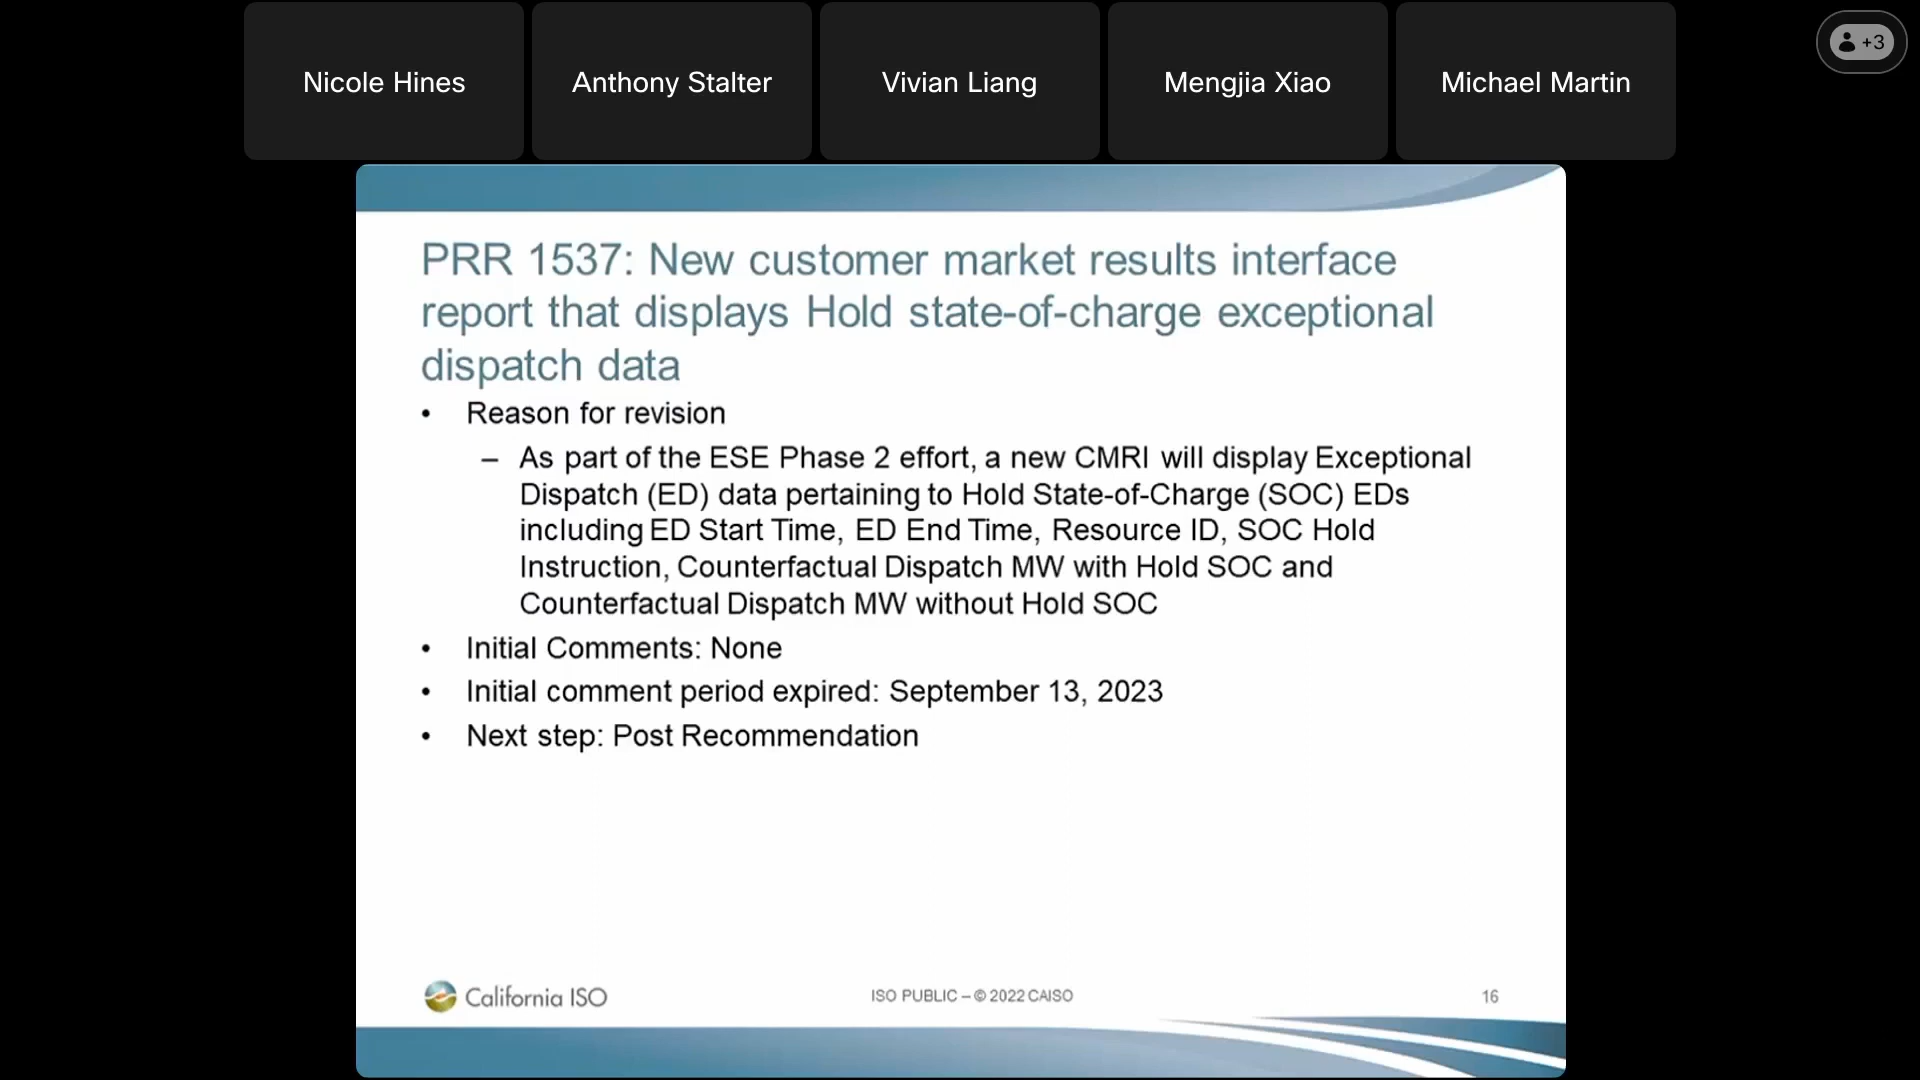 Nicole Hines
Anthony Stalter
Vivian Liang
Mengjia Xiao
Michael Martin
+3
PRR 1537: New customer market results interface
report that displays Hold state-of-charge exceptional
dispatch data
• Reason for revision
– As part of the ESE Phase 2 effort, a new CMRI will display Exceptional
Dispatch (ED) data pertaining to Hold State-of-Charge (SOC) EDs
including ED Start Time, ED End Time, Resource ID, SOC Hold
Instruction, Counterfactual Dispatch MW with Hold SOC and
Counterfactual Dispatch MW without Hold SOC
• Initial Comments: None
• Initial comment period expired: September 13, 2023
• Next step: Post Recommendation
California ISO
ISO PUBLIC – © 2022 CAISO
16